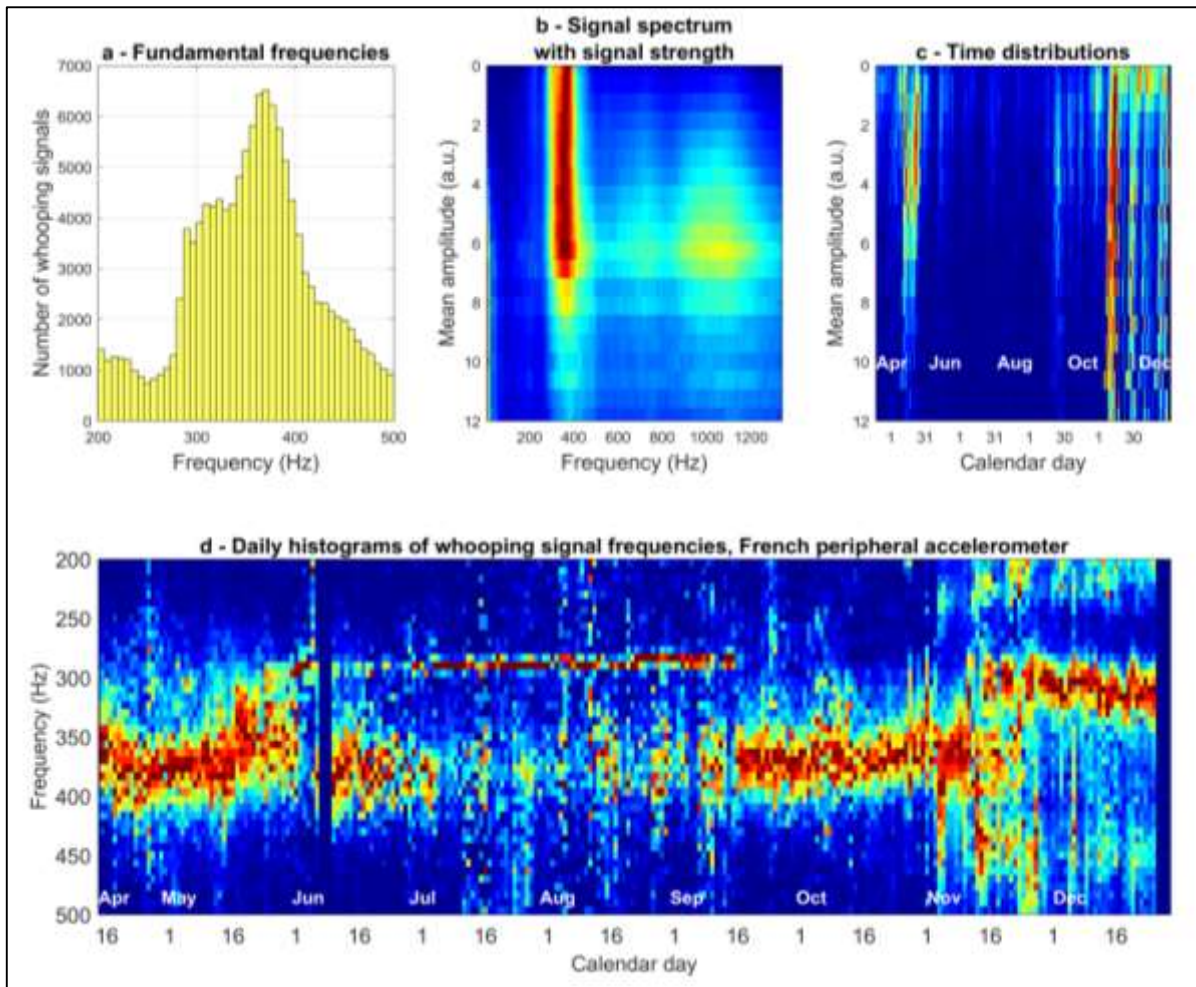 a - Fundamental frequencies
7000
6000
5000
4000
3000
2000
1000
0
Number of whooping signals
200 300 400 500
Frequency (Hz)
b - Signal spectrum
with signal strength
0
2
4
6
8
10
12
Mean amplitude (a.u.)
200 400 600 800 1000 1200
Frequency (Hz)
c - Time distributions
0
2
4
6
8
10
12
Mean amplitude (a.u.)
Apr Jun Aug Oct Dec
1 31 1 31 1 30 1 30
Calendar day
d - Daily histograms of whooping signal frequencies, French peripheral accelerometer
200
250
300
350
400
450
500
Frequency (Hz)
Apr May Jun Jul Aug Sep Oct Nov Dec
16 1 16 1 16 1 16 1 16 1 16 1 16 1 16 1 16
Calendar day